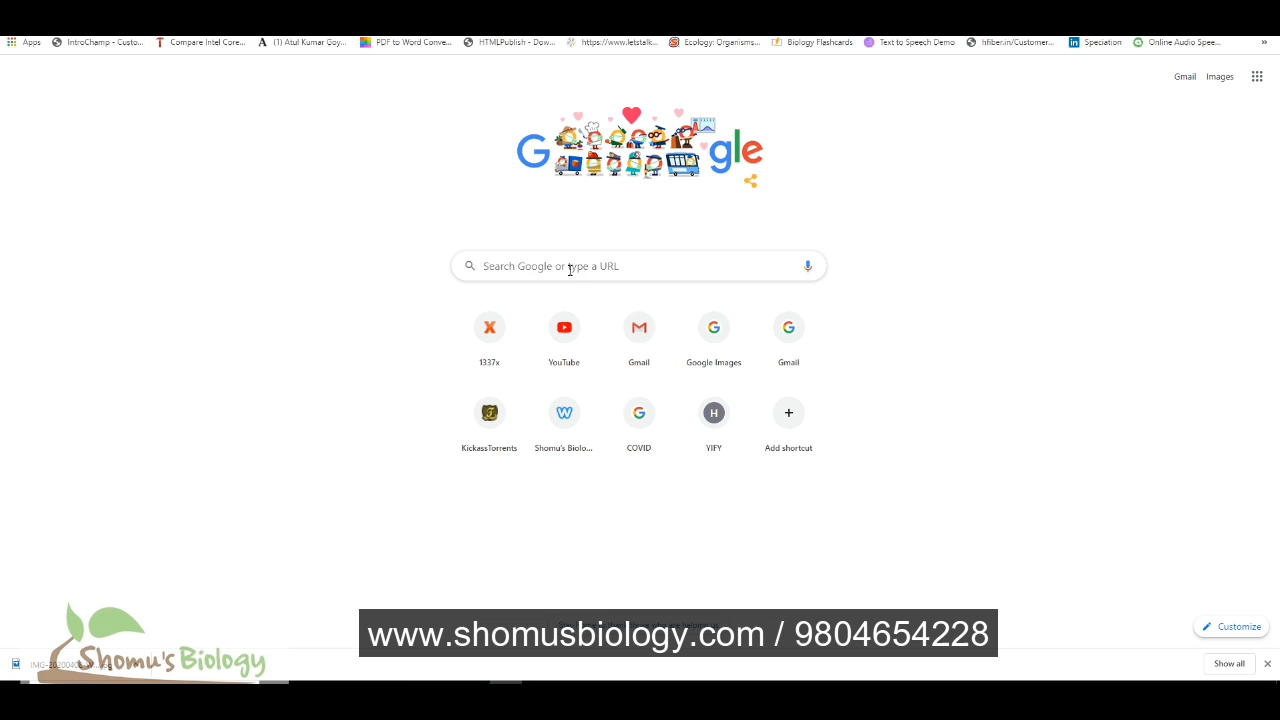 Apps IntroChamp - Custo... Compare Intel Core... (1) Atul Kumar Goy... PDF to Word Conve... HTMLPublish - Dow... https://www.letstalk... Ecology: Organisms... Biology Flashcards Text to Speech Demo hfiber.in/Customer... Speciation Online Audio Spee... »
Gmail Images
Google
Search Google or type a URL
1337x YouTube Gmail Google Images Gmail
KickassTorrents Shomu's Biolo... COVID YIFY Add shortcut
www.shomusbiology.com / 9804654228
Customize
Shomu's Biology
Show all